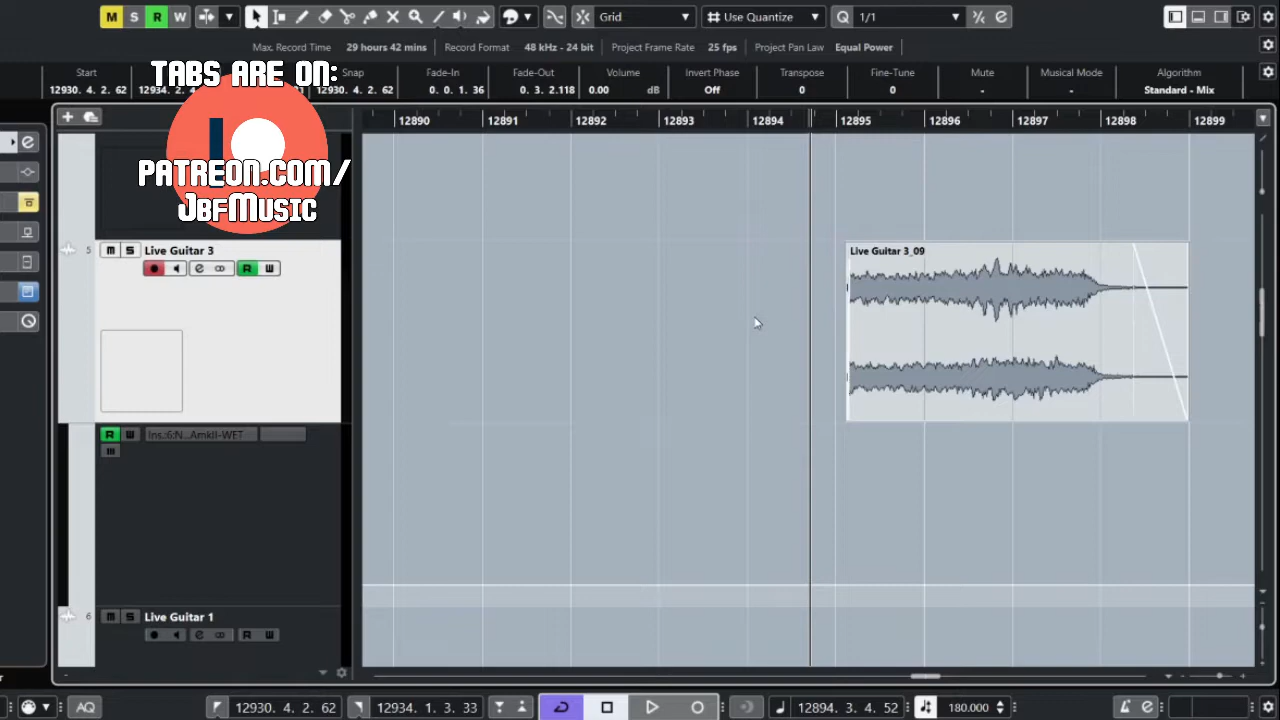 M S R W Grid Use Quantize Q 1/1
Max. Record Time 29 hours 42 mins Record Format 48 kHz - 24 bit Project Frame Rate 25 fps Project Pan Law Equal Power
TABS ARE ON:
PATREON.COM/
JBFMUSIC
Start Snap Fade-In Fade-Out Volume Invert Phase Transpose Fine-Tune Mute Musical Mode Algorithm
12930. 4. 2. 62 12930. 4. 2. 62 0. 0. 1. 36 0. 3. 2.118 0.00 dB Off 0 0 - - Standard - Mix
12890 12891 12892 12893 12894 12895 12896 12897 12898 12899
5 M S Live Guitar 3
R W
Live Guitar 3_09
R W Ins.:6:N...AmkII-WET
m
6 M S Live Guitar 1
R W
AQ 12930. 4. 2. 62 12934. 1. 3. 33 12894. 3. 4. 52 180.000